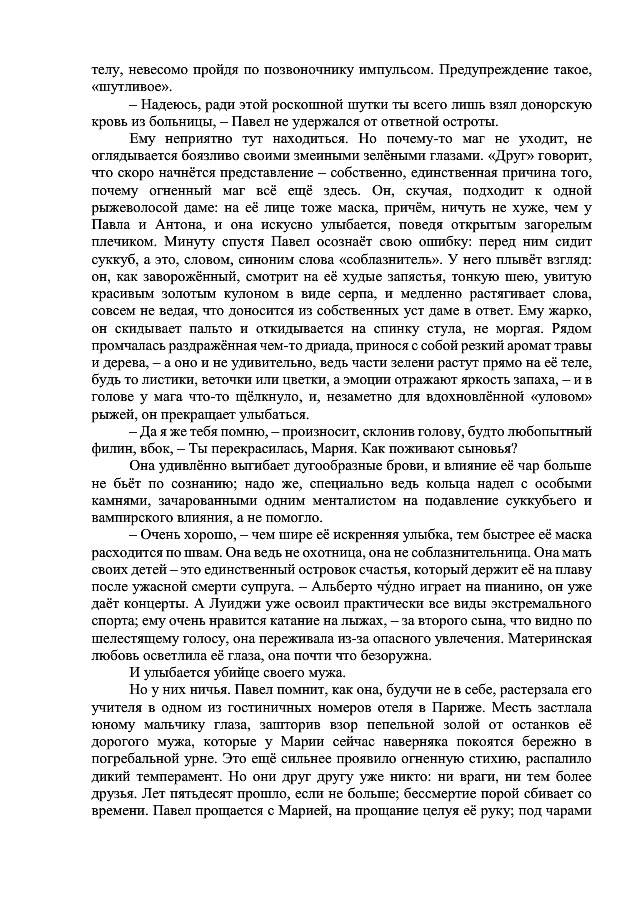 телу, невесомо пройдя по позвоночнику импульсом. Предупреждение такое,
«шутливое».
– Надеюсь, ради этой роскошной шутки ты всего лишь взял донорскую
кровь из больницы, – Павел не удержался от ответной остроты.
Ему неприятно тут находиться. Но почему-то маг не уходит, не
оглядывается боязливо своими змеиными зелёными глазами. «Друг» говорит,
что скоро начнётся представление – собственно, единственная причина того,
почему огненный маг всё ещё здесь. Он, скучая, подходит к одной
рыжеволосой даме: на её лице тоже маска, причём, ничуть не хуже, чем у
Павла и Антона, и она искусно улыбается, поведя открытым загорелым
плечиком. Минуту спустя Павел осознаёт свою ошибку: перед ним сидит
суккуб, а это, словом, синоним слова «соблазнитель». У него плывёт взгляд:
он, как заворожённый, смотрит на её худые запястья, тонкую шею, увитую
красивым золотым кулоном в виде серпа, и медленно растягивает слова,
совсем не ведая, что доносится из собственных уст даме в ответ. Ему жарко,
он скидывает пальто и откидывается на спинку стула, не моргая. Рядом
промчалась раздражённая чем-то дриада, принося с собой резкий аромат травы
и дерева, – а оно и не удивительно, ведь части зелени растут прямо на её теле,
будь то листики, веточки или цветки, а эмоции отражают яркость запаха, – и в
голове у мага что-то щёлкнуло, и, незаметно для вдохновлённой «уловом»
рыжей, он прекращает улыбаться.
– Да я же тебя помню, – произносит, склонив голову, будто любопытный
филин, вбок, – Ты перекрасилась, Мария. Как поживают сыновья?
Она удивлённо выгибает дугообразные брови, и влияние её чар больше
не бьёт по сознанию; надо же, специально ведь кольца надел с особыми
камнями, зачарованными одним менталистом на подавление суккубьего и
вампирского влияния, а не помогло.
– Очень хорошо, – чем шире её искренняя улыбка, тем быстрее её маска
расходится по швам. Она ведь не охотница, она не соблазнительница. Она мать
своих детей – это единственный островок счастья, который держит её на плаву
после ужасной смерти супруга. – Альберто чу́дно играет на пианино, он уже
даёт концерты. А Луиджи уже освоил практически все виды экстремального
спорта; ему очень нравится катание на лыжах, – за второго сына, что видно по
шелестящему голосу, она переживала из-за опасного увлечения. Материнская
любовь осветлила её глаза, она почти что безоружна.
И улыбается убийце своего мужа.
Но у них ничья. Павел помнит, как она, будучи не в себе, растерзала его
учителя в одном из гостиничных номеров отеля в Париже. Месть застлала
юному мальчику глаза, зашторив взор пепельной золой от останков её
дорогого мужа, которые у Марии сейчас наверняка покоятся бережно в
погребальной урне. Это ещё сильнее проявило огненную стихию, распалило
дикий темперамент. Но они друг другу уже никто: ни враги, ни тем более
друзья. Лет пятьдесят прошло, если не больше; бессмертие порой сбивает со
времени. Павел прощается с Марией, на прощание целуя её руку; под чарами